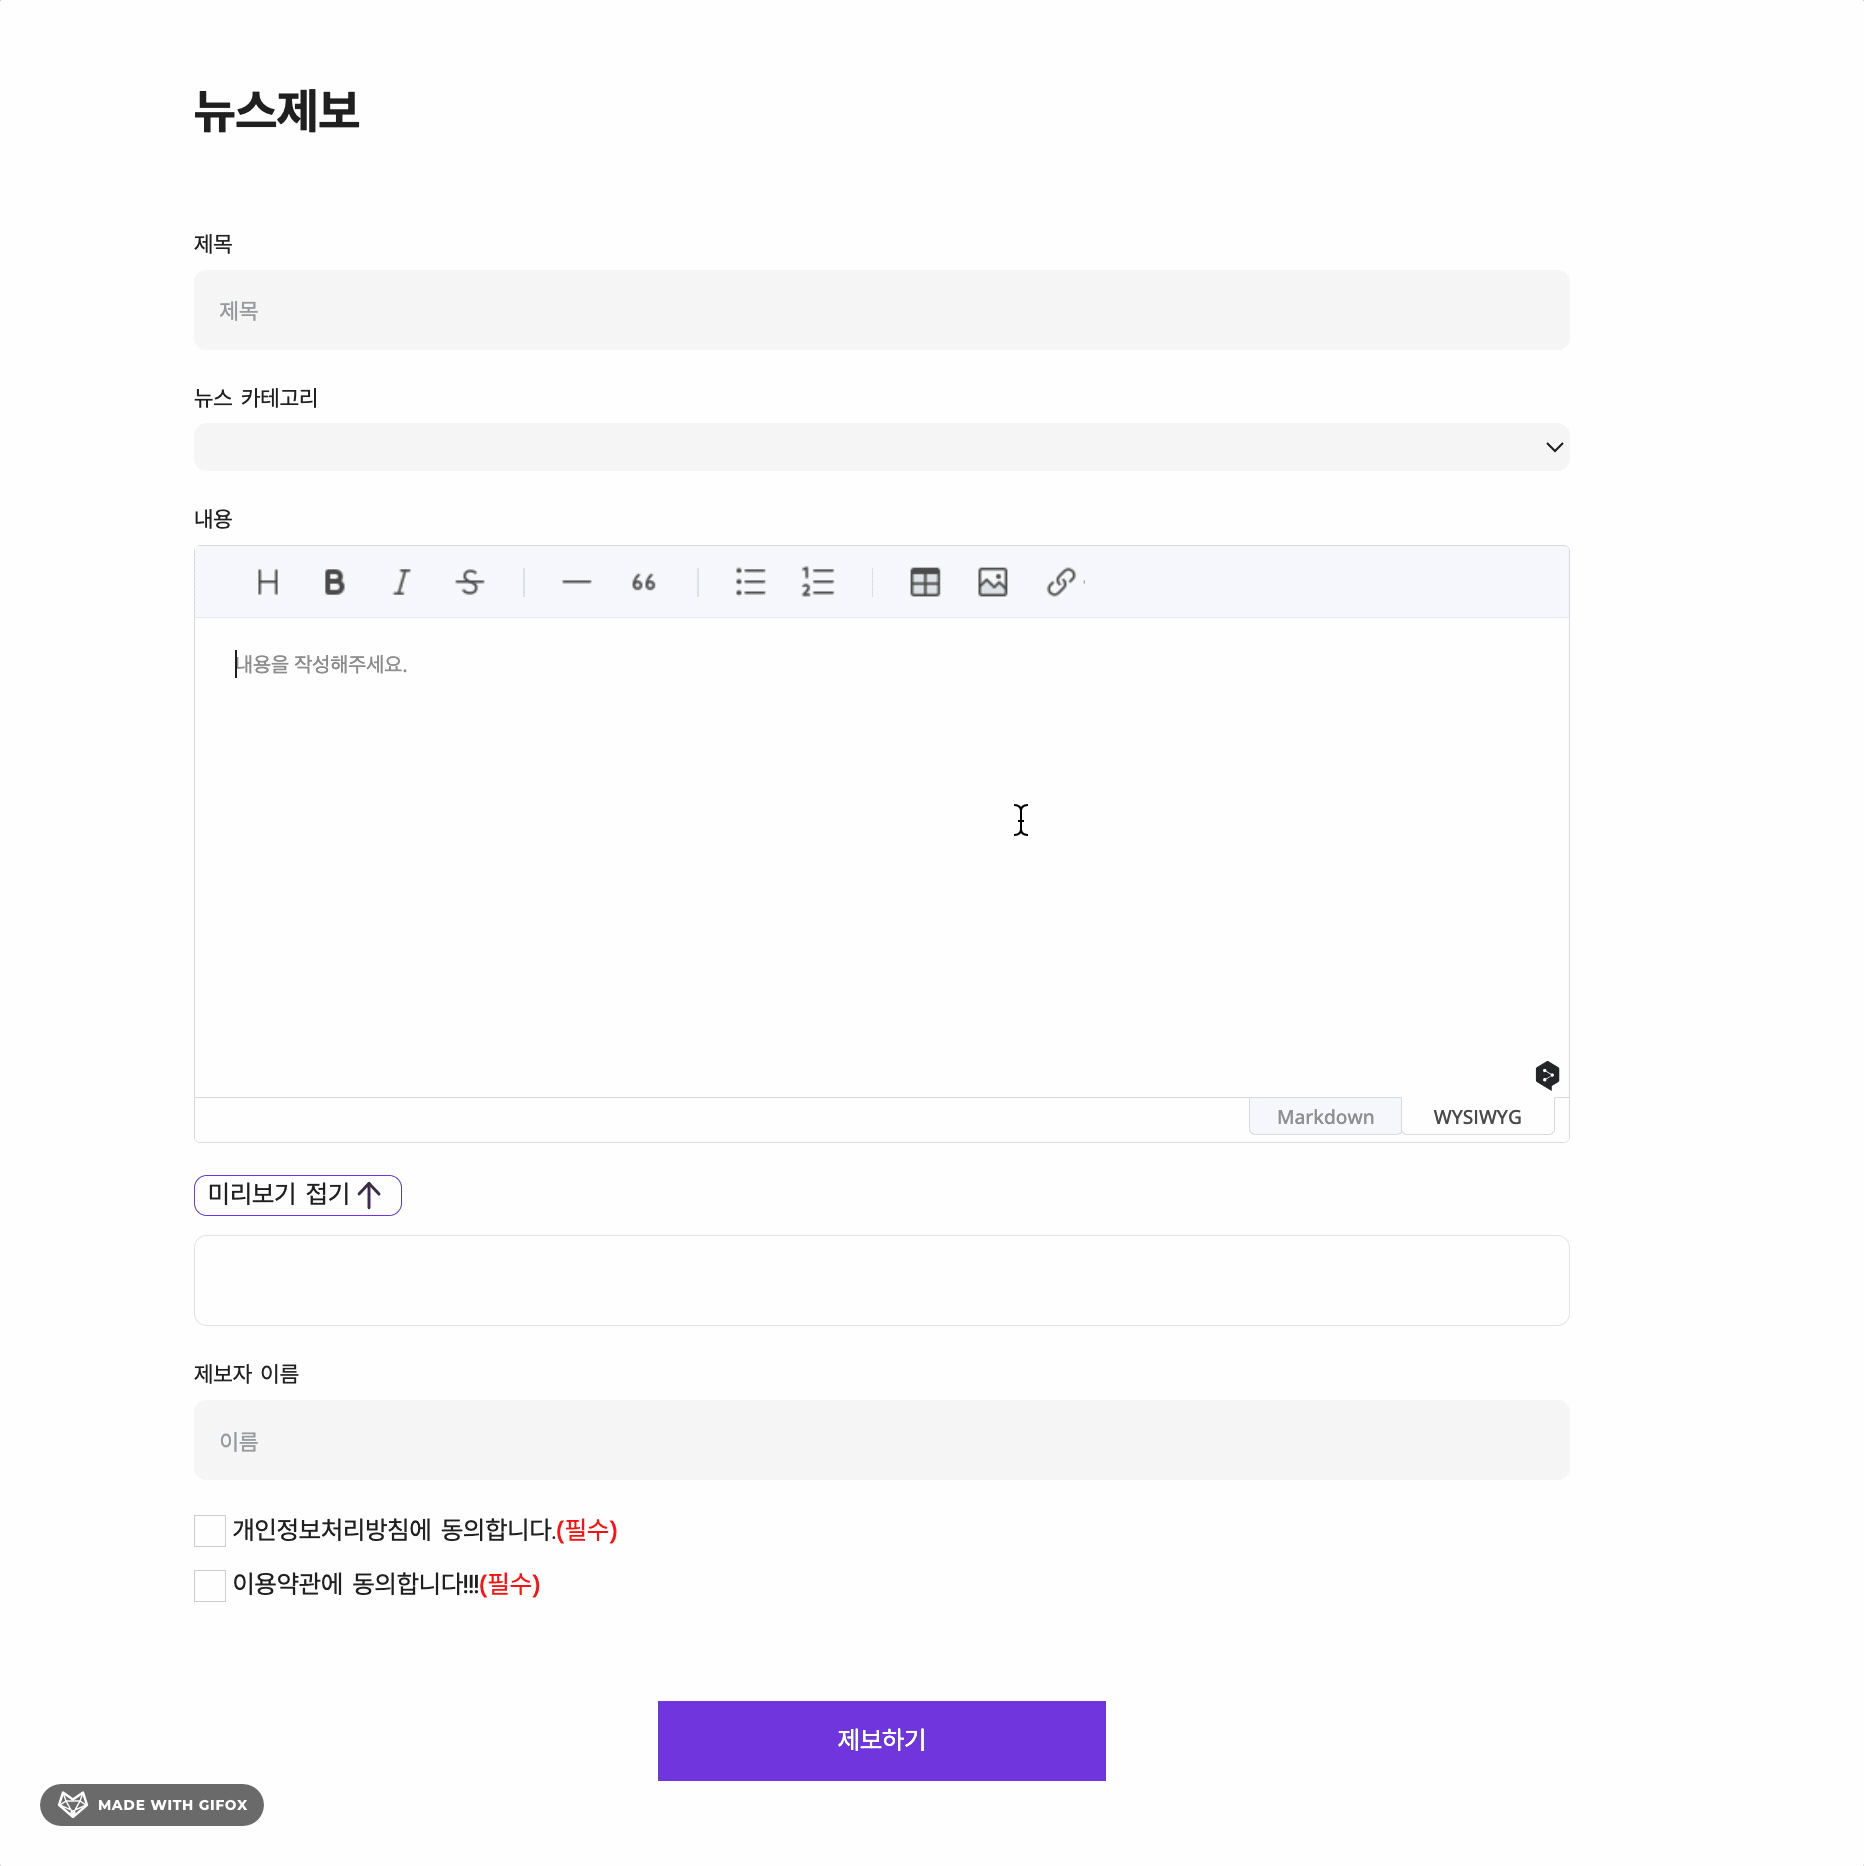 뉴스제보
제목
제목
뉴스 카테고리
내용
내용을 작성해주세요.
Markdown WYSIWYG
미리보기 접기
제보자 이름
이름
개인정보처리방침에 동의합니다.(필수)
이용약관에 동의합니다!!!(필수)
제보하기
MADE WITH GIFOX